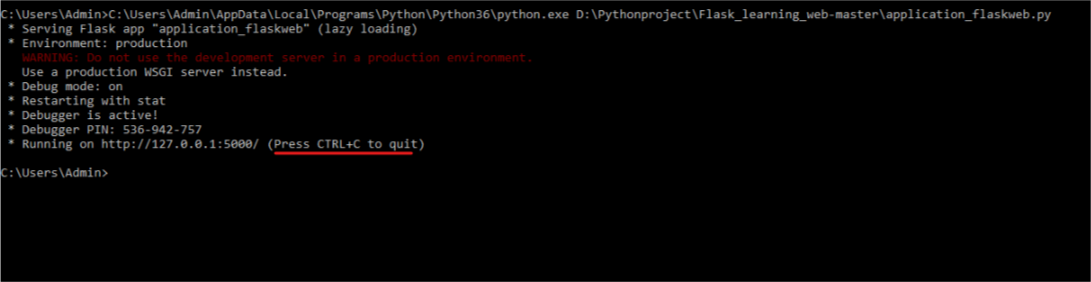 C:\Users\Admin>C:\Users\Admin\AppData\Local\Programs\Python\Python36\python.exe D:\Pythonproject\Flask_learning_web-master\application_flaskweb.py
* Serving Flask app "application_flaskweb" (lazy loading)
* Environment: production
WARNING: Do not use the development server in a production environment.
Use a production WSGI server instead.
* Debug mode: on
* Restarting with stat
* Debugger is active!
* Debugger PIN: 536-942-757
* Running on http://127.0.0.1:5000/ (Press CTRL+C to quit)
C:\Users\Admin>